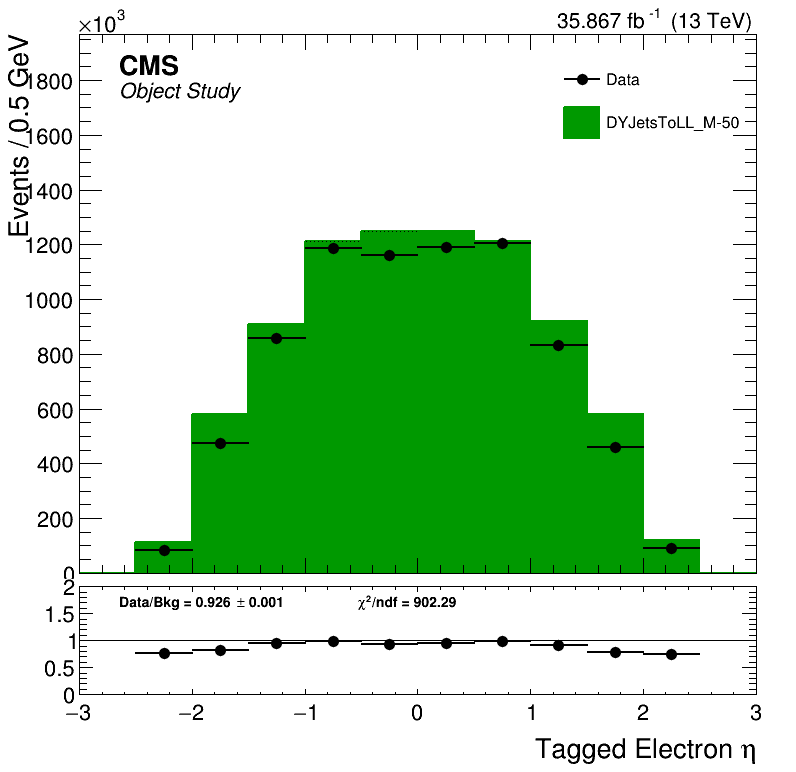 ×10³
35.867 fb⁻¹ (13 TeV)
Events / 0.5 GeV
CMS
Object Study
Data
DYJetsToLL_M-50
1800
1600
1400
1200
1000
800
600
400
200
0
Data/Bkg = 0.926 ± 0.001
χ²/ndf = 902.29
2
1.5
1
0.5
0
−3
−2
−1
0
1
2
3
Tagged Electron η